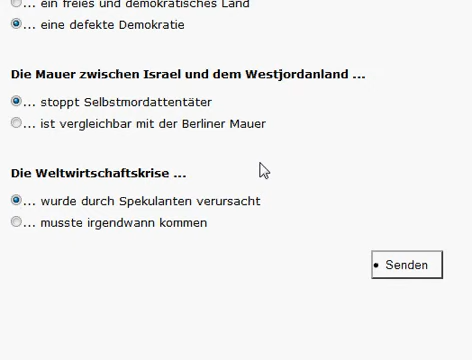 ... ein freies und demokratisches Land
... eine defekte Demokratie
Die Mauer zwischen Israel und dem Westjordanland ...
... stoppt Selbstmordattentäter
... ist vergleichbar mit der Berliner Mauer
Die Weltwirtschaftskrise ...
... wurde durch Spekulanten verursacht
... musste irgendwann kommen
Senden